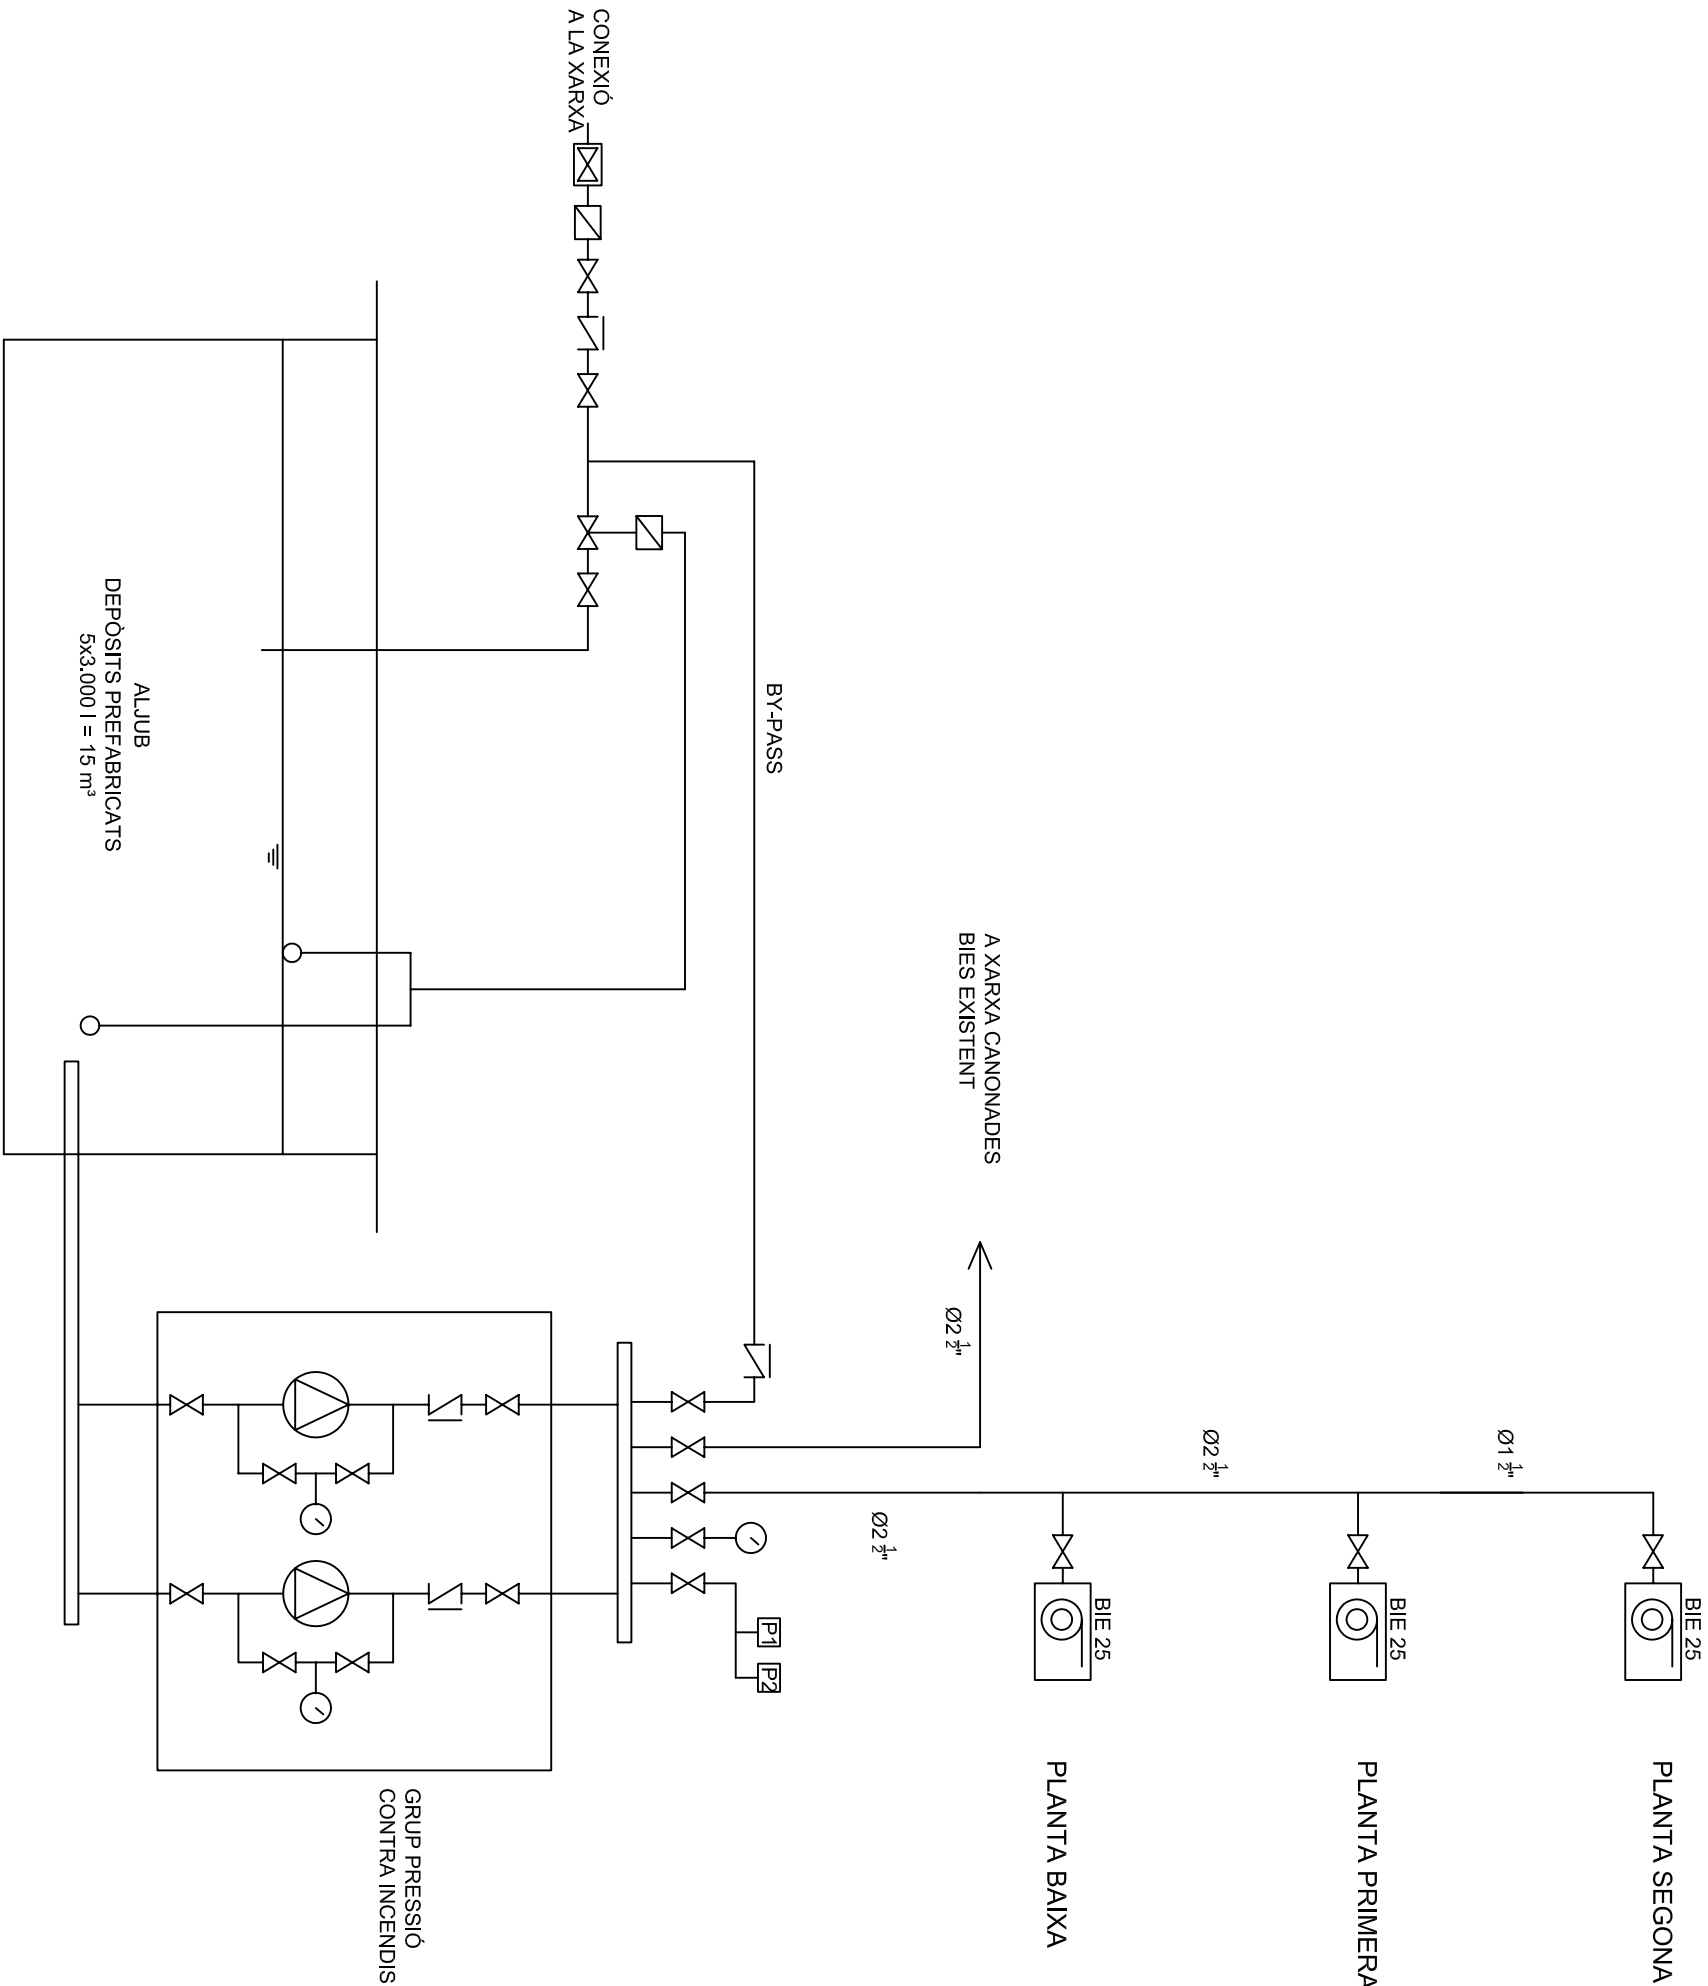 PLANTA SEGONA
BIE 25
Ø1 1/2"
PLANTA PRIMERA
BIE 25
Ø2 1/2"
PLANTA BAIXA
BIE 25
A XARXA CANONADES
BIES EXISTENT
Ø2 1/2"
Ø2 1/2"
BY-PASS
P1
P2
CONEXIÓ
A LA XARXA
GRUP PRESSIÓ
CONTRA INCENDIS
ALJUB
DEPÒSITS PREFABRICATS
5x3.000 l = 15 m³